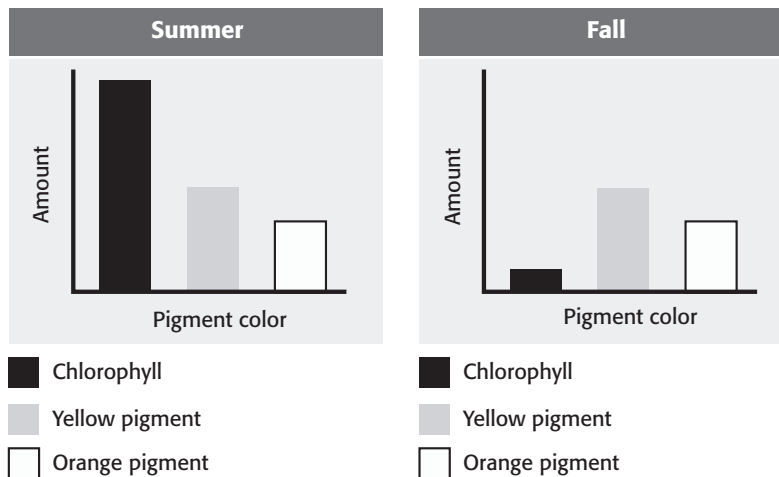 Summer
Amount
Pigment color
Chlorophyll
Yellow pigment
Orange pigment
Fall
Amount
Pigment color
Chlorophyll
Yellow pigment
Orange pigment